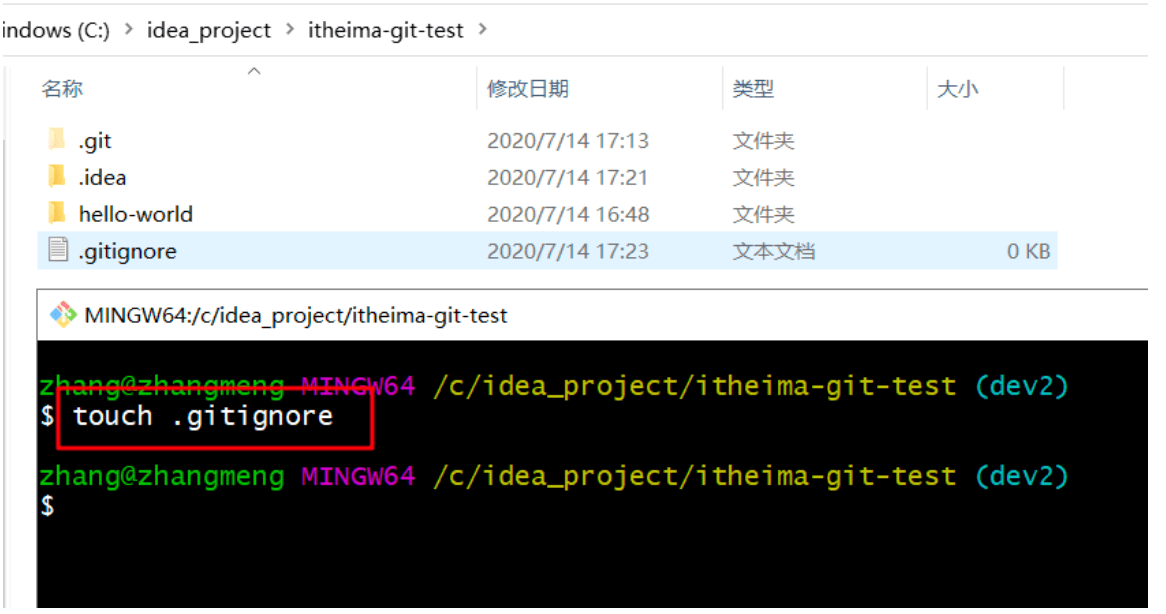 indows (C:) > idea_project > itheima-git-test >
名称 修改日期 类型 大小
.git 2020/7/14 17:13 文件夹
.idea 2020/7/14 17:21 文件夹
hello-world 2020/7/14 16:48 文件夹
.gitignore 2020/7/14 17:23 文本文档 0 KB
MINGW64:/c/idea_project/itheima-git-test
zhang@zhangmeng MINGW64 /c/idea_project/itheima-git-test (dev2)
$ touch .gitignore
zhang@zhangmeng MINGW64 /c/idea_project/itheima-git-test (dev2)
$